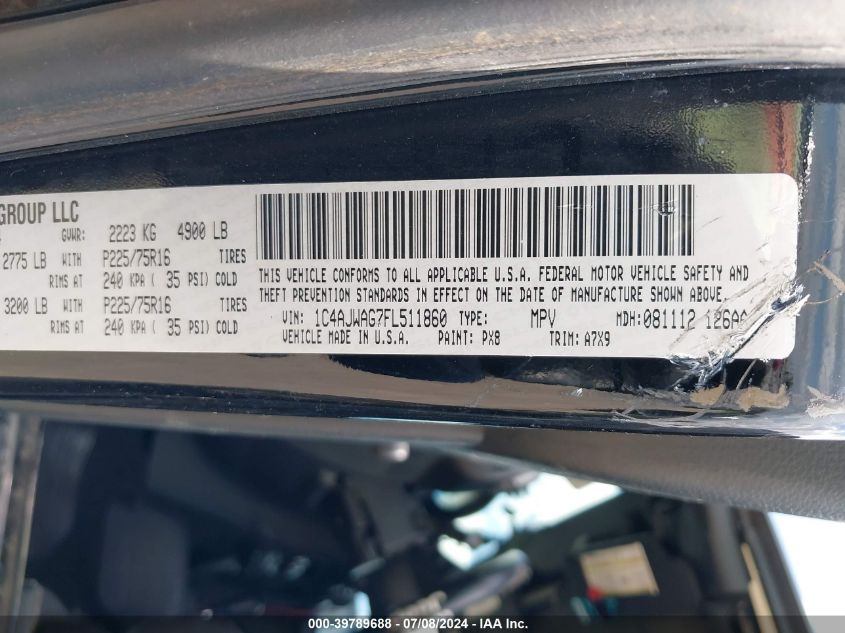 GROUP LLC
GVWR: 2223 KG 4900 LB
2775 LB WITH P225/75R16 TIRES
RIMS AT 240 KPA ( 35 PSI) COLD
3200 LB WITH P225/75R16 TIRES
RIMS AT 240 KPA ( 35 PSI) COLD
THIS VEHICLE CONFORMS TO ALL APPLICABLE U.S.A. FEDERAL MOTOR VEHICLE SAFETY AND
THEFT PREVENTION STANDARDS IN EFFECT ON THE DATE OF MANUFACTURE SHOWN ABOVE.
VIN: 1C4AJWAG7FL511860 TYPE: MPV MDH: 081112 126AA
VEHICLE MADE IN U.S.A. PAINT: PX8 TRIM: A7X9
000-39789688 - 07/08/2024 - IAA Inc.